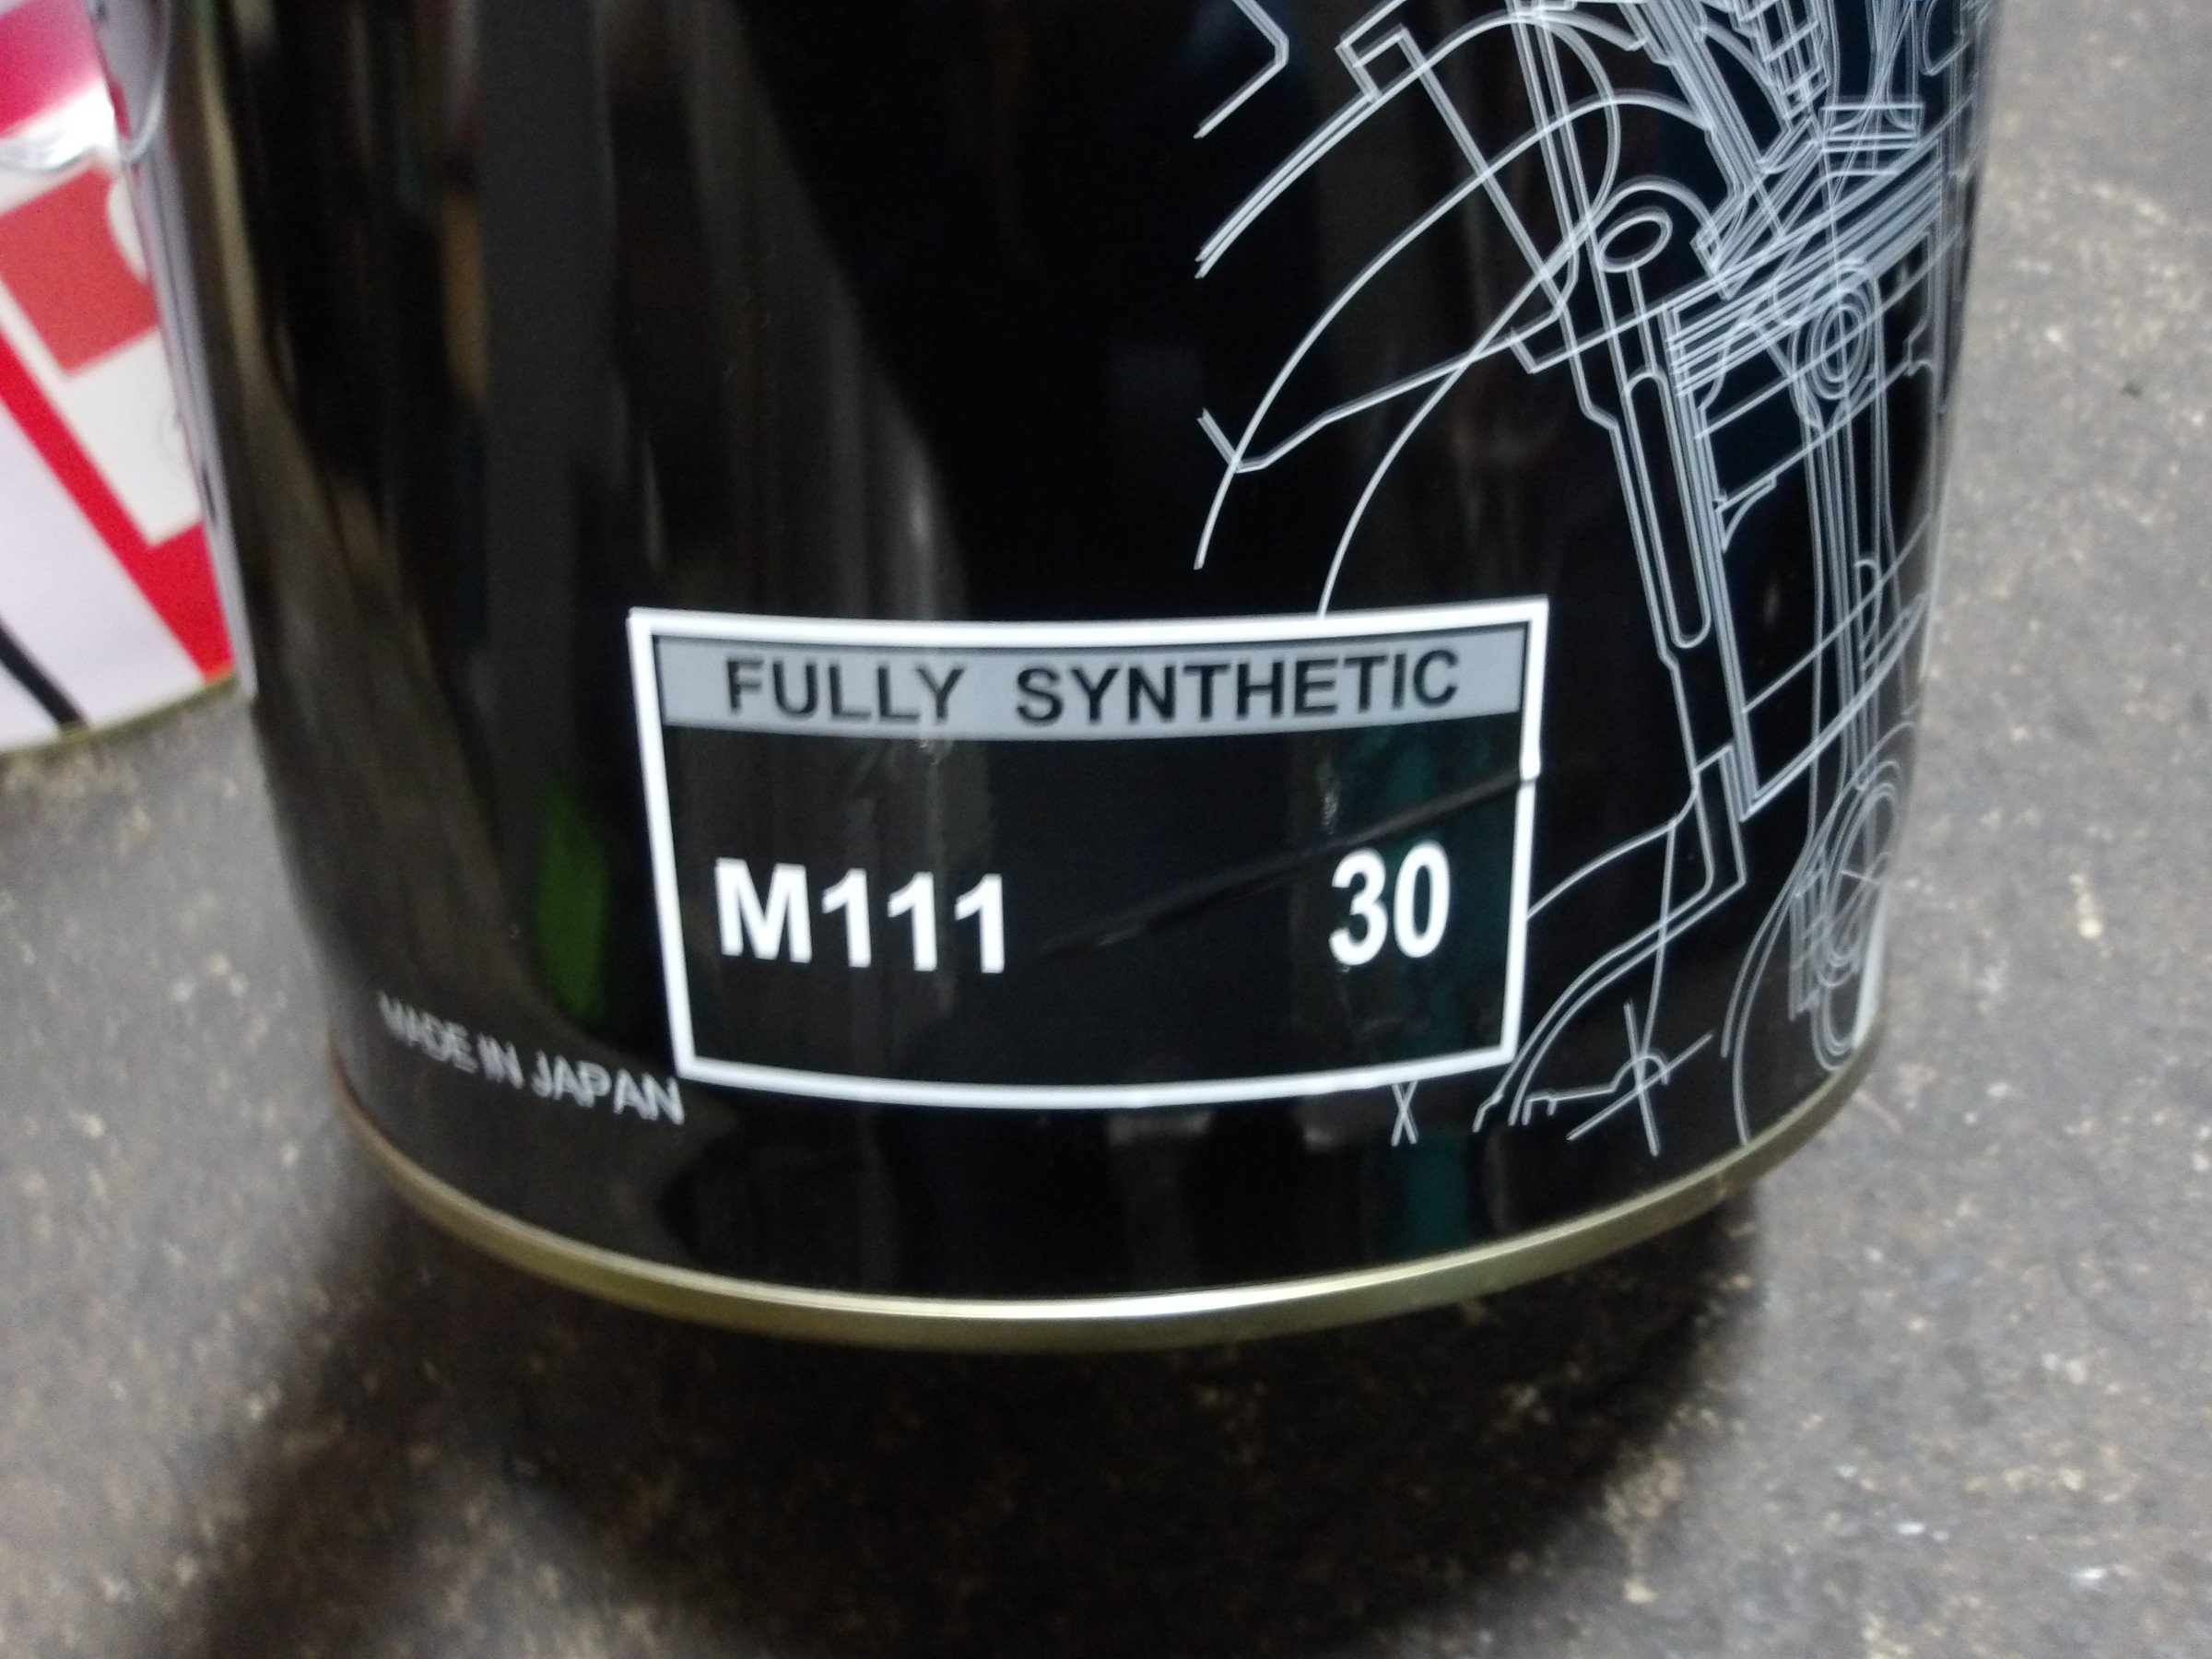 FULLY SYNTHETIC
M111 30
MADE IN JAPAN